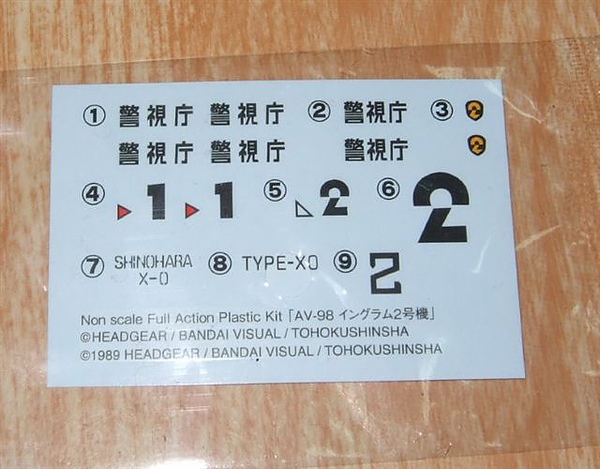 ① 警視庁 警視庁 ② 警視庁 ③ 2
警視庁 警視庁 警視庁 2
④ 1 1 ⑤ 2 ⑥ 2
⑦ SHINOHARA X-0 ⑧ TYPE-X0 ⑨ 2
Non scale Full Action Plastic Kit「AV-98 イングラム2号機」
©HEADGEAR / BANDAI VISUAL / TOHOKUSHINSHA
©1989 HEADGEAR / BANDAI VISUAL / TOHOKUSHINSHA